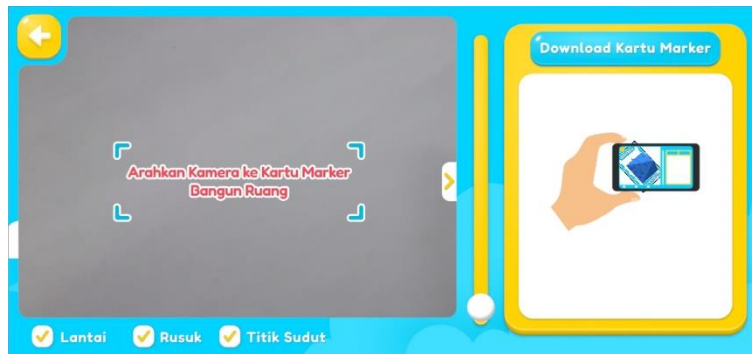 Download Kartu Marker
Arahkan Kamera ke Kartu Marker
Bangun Ruang
Lantai
Rusuk
Titik Sudut